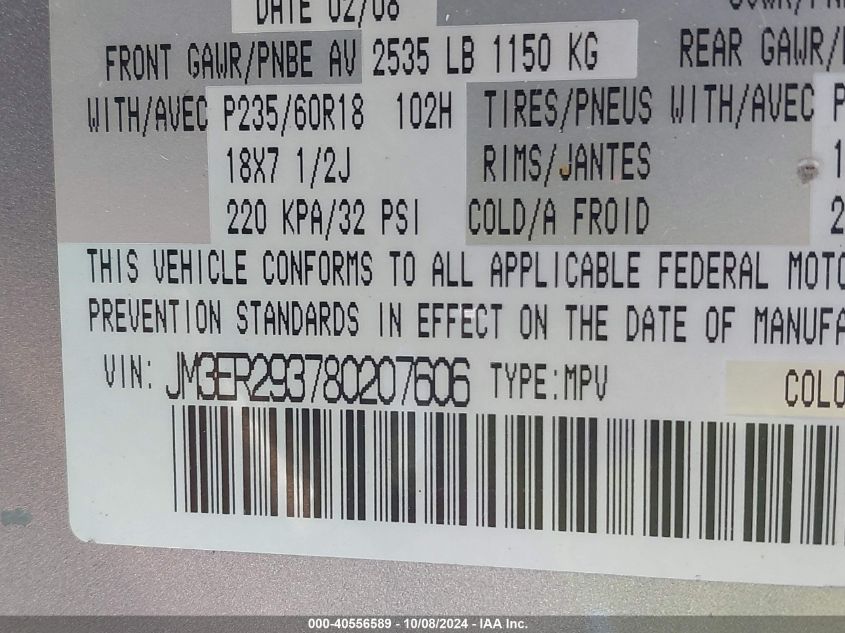 DATE 02/08
FRONT GAWR/PNBE AV 2535 LB 1150 KG REAR GAWR/
WITH/AVEC P235/60R18 102H TIRES/PNEUS WITH/AVEC P
18X7 1/2J RIMS/JANTES 1
220 KPA/32 PSI COLD/A FROID 2
THIS VEHICLE CONFORMS TO ALL APPLICABLE FEDERAL MOTO
PREVENTION STANDARDS IN EFFECT ON THE DATE OF MANUFA
VIN: JM3ER293780207606 TYPE:MPV COLO
000-40556589 - 10/08/2024 - IAA Inc.